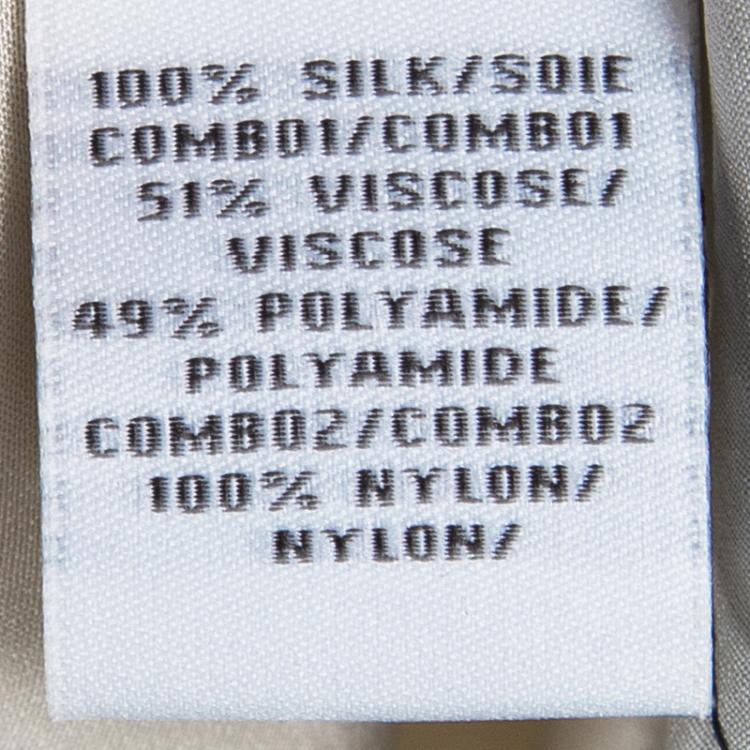 100% SILK/SOIE
COMBO1/COMBO1
51% VISCOSE/
VISCOSE
49% POLYAMIDE/
POLYAMIDE
COMBO2/COMBO2
100% NYLON/
NYLON/